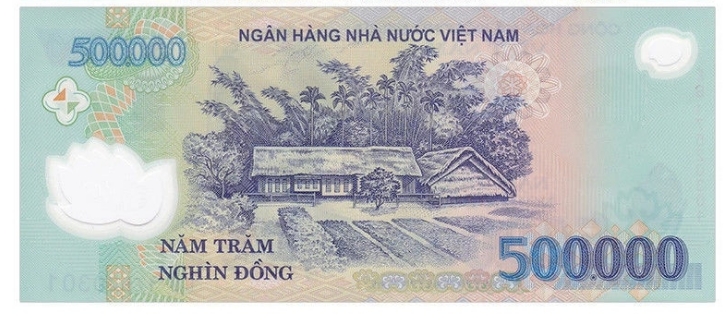 NGÂN HÀNG NHÀ NƯỚC VIỆT NAM
500000
NĂM TRĂM
NGHÌN ĐỒNG
500.000